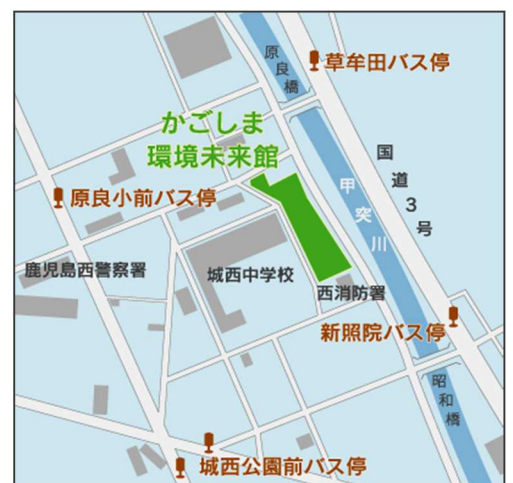 原良橋
草牟田バス停
かごしま
環境未来館
国道3号
甲突川
原良小前バス停
鹿児島西警察署
城西中学校
西消防署
新照院バス停
昭和橋
城西公園前バス停